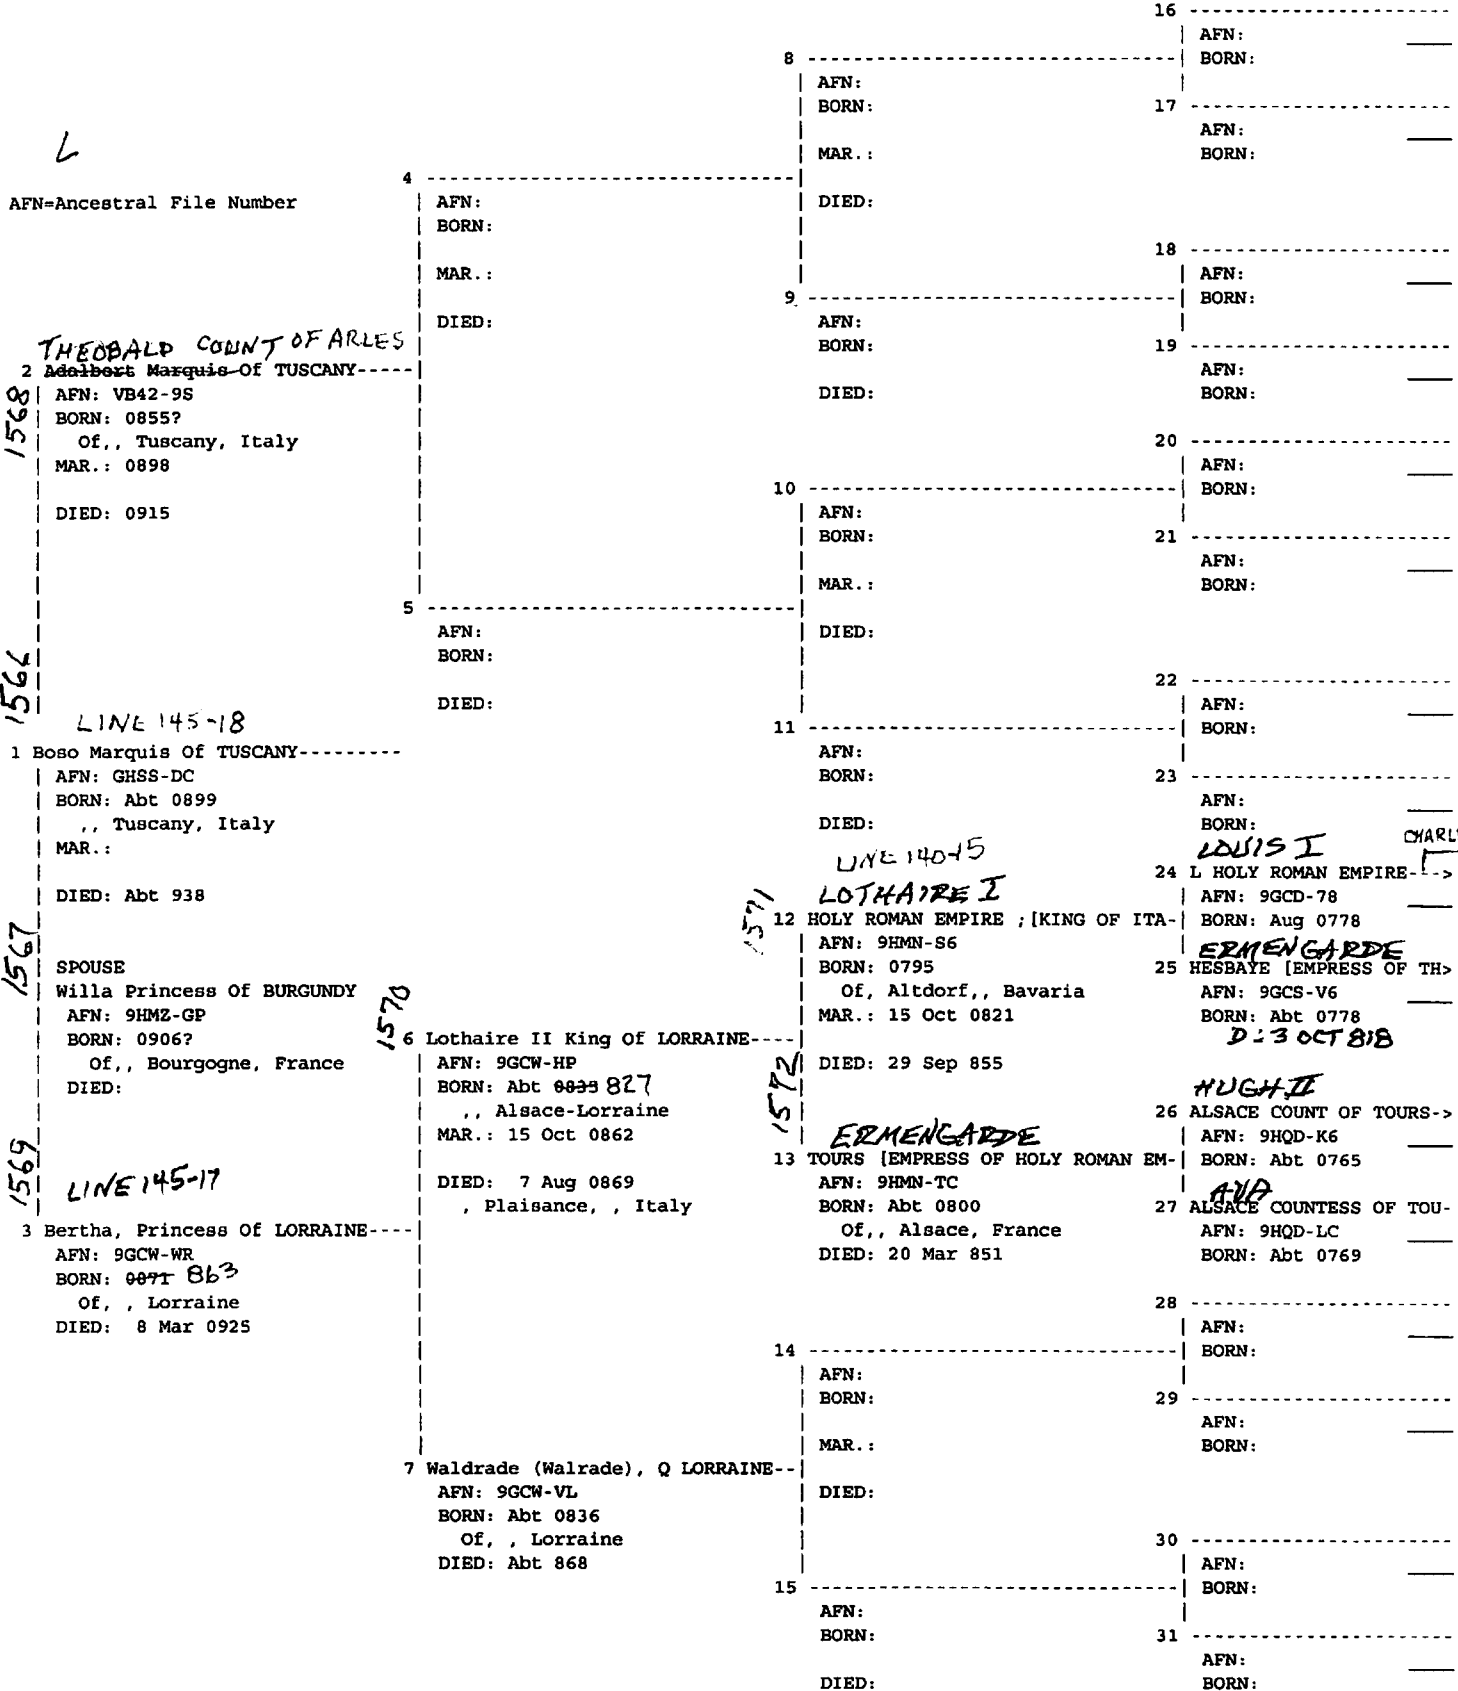 L
AFN=Ancestral File Number
THEOBALD COUNT OF ARLES
2 Adalbert Marquis Of TUSCANY-----
1568
AFN: VB42-9S
BORN: 0855?
Of,, Tuscany, Italy
MAR.: 0898
DIED: 0915
1566
LINE 145-18
1 Boso Marquis Of TUSCANY---------
AFN: GHSS-DC
BORN: Abt 0899
,, Tuscany, Italy
MAR.:
DIED: Abt 938
1567
SPOUSE
Willa Princess Of BURGUNDY
AFN: 9HMZ-GP
BORN: 0906?
Of,, Bourgogne, France
DIED:
1569
LINE 145-17
3 Bertha, Princess Of LORRAINE----
AFN: 9GCW-WR
BORN: 0871 863
Of, , Lorraine
DIED: 8 Mar 0925
4
AFN:
BORN:
MAR.:
DIED:
5
AFN:
BORN:
DIED:
1570
6 Lothaire II King Of LORRAINE----
AFN: 9GCW-HP
BORN: Abt 0835 827
,, Alsace-Lorraine
MAR.: 15 Oct 0862
DIED: 7 Aug 0869
, Plaisance, , Italy
7 Waldrade (Walrade), Q LORRAINE--
AFN: 9GCW-VL
BORN: Abt 0836
Of, , Lorraine
DIED: Abt 868
8
AFN:
BORN:
MAR.:
DIED:
9
AFN:
BORN:
DIED:
10
AFN:
BORN:
MAR.:
DIED:
11
AFN:
BORN:
DIED:
LINE 140-15
LOTHAIRE I
1571
12 HOLY ROMAN EMPIRE ;[KING OF ITA-
AFN: 9HMN-S6
BORN: 0795
Of, Altdorf,, Bavaria
MAR.: 15 Oct 0821
DIED: 29 Sep 855
1572
ERMENGARDE
13 TOURS [EMPRESS OF HOLY ROMAN EM-
AFN: 9HMN-TC
BORN: Abt 0800
Of,, Alsace, France
DIED: 20 Mar 851
14
AFN:
BORN:
MAR.:
DIED:
15
AFN:
BORN:
DIED:
16
AFN:
BORN:
17
AFN:
BORN:
18
AFN:
BORN:
19
AFN:
BORN:
20
AFN:
BORN:
21
AFN:
BORN:
22
AFN:
BORN:
23
AFN:
BORN:
LOUIS I
CHARL
24 L HOLY ROMAN EMPIRE--->
AFN: 9GCD-78
BORN: Aug 0778
ERMENGARDE
25 HESBAYE [EMPRESS OF TH>
AFN: 9GCS-V6
BORN: Abt 0778
D: 3 OCT 818
HUGH II
26 ALSACE COUNT OF TOURS->
AFN: 9HQD-K6
BORN: Abt 0765
AVA
27 ALSACE COUNTESS OF TOU-
AFN: 9HQD-LC
BORN: Abt 0769
28
AFN:
BORN:
29
AFN:
BORN:
30
AFN:
BORN:
31
AFN:
BORN: